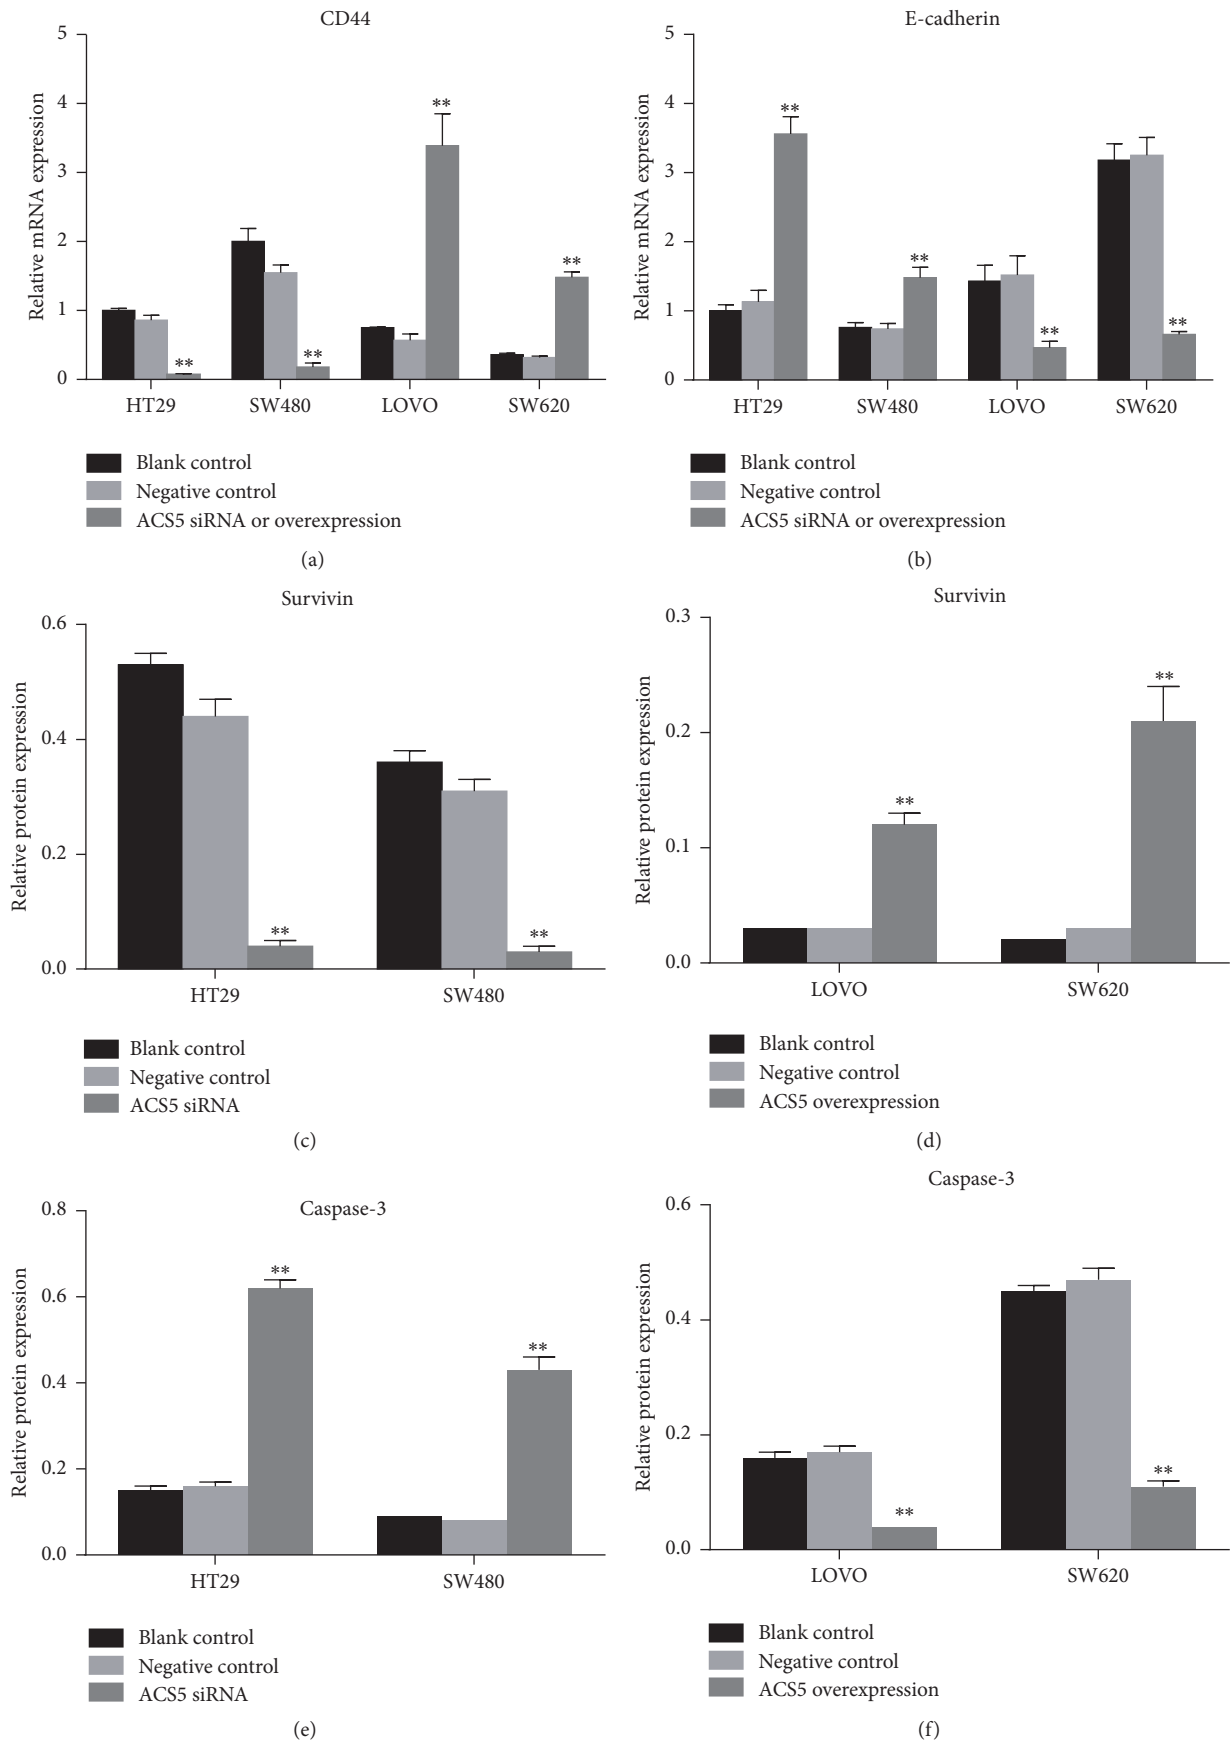 CD44
Relative mRNA expression
5
4
3
2
1
0
**
**
**
**
HT29 SW480 LOVO SW620
Blank control
Negative control
ACS5 siRNA or overexpression
(a)
E-cadherin
Relative mRNA expression
5
4
3
2
1
0
**
**
**
**
HT29 SW480 LOVO SW620
Blank control
Negative control
ACS5 siRNA or overexpression
(b)
Survivin
Relative protein expression
0.6
0.4
0.2
0.0
**
**
HT29 SW480
Blank control
Negative control
ACS5 siRNA
(c)
Survivin
Relative protein expression
0.3
0.2
0.1
0.0
**
**
LOVO SW620
Blank control
Negative control
ACS5 overexpression
(d)
Caspase-3
Relative protein expression
0.8
0.6
0.4
0.2
0.0
**
**
HT29 SW480
Blank control
Negative control
ACS5 siRNA
(e)
Caspase-3
Relative protein expression
0.6
0.4
0.2
0.0
**
**
LOVO SW620
Blank control
Negative control
ACS5 overexpression
(f)